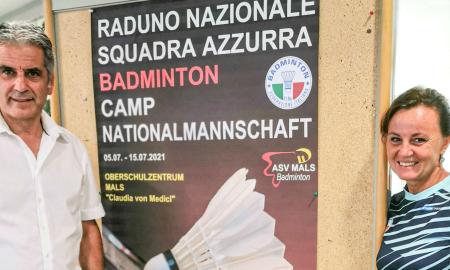 RADUNO NAZIONALE
SQUADRA AZZURRA
BADMINTON
CAMP
NATIONALMANNSCHAFT
05.07. - 15.07.2021
OBERSCHULZENTRUM
MALS
"Claudia von Medici"
BADMINTON
ASV MALS
Badminton